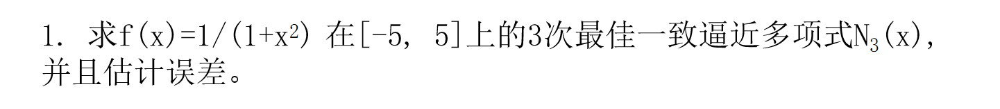 1. 求f(x)=1/(1+x²) 在[-5, 5]上的3次最佳一致逼近多项式N₃(x),
并且估计误差。